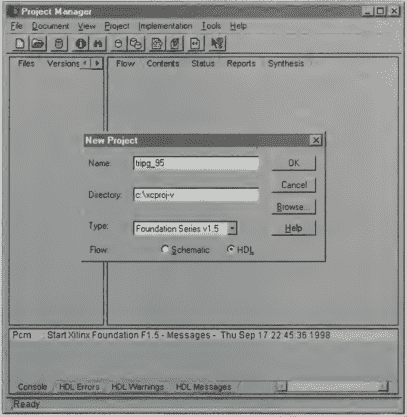 Project Manager
File Document View Project Implementation Tools Help
Files Versions Flow Contents Status Reports Synthesis
New Project
Name: tripg_95 OK
Cancel
Directory: c:\xcproj-v Browse...
Type: Foundation Series v1.5 Help
Flow: Schematic HDL
Pcm Start Xilinx Foundation F1.5 - Messages - Thu Sep 17 22:45:36 1998
Console HDL Errors HDL Warnings HDL Messages
Ready